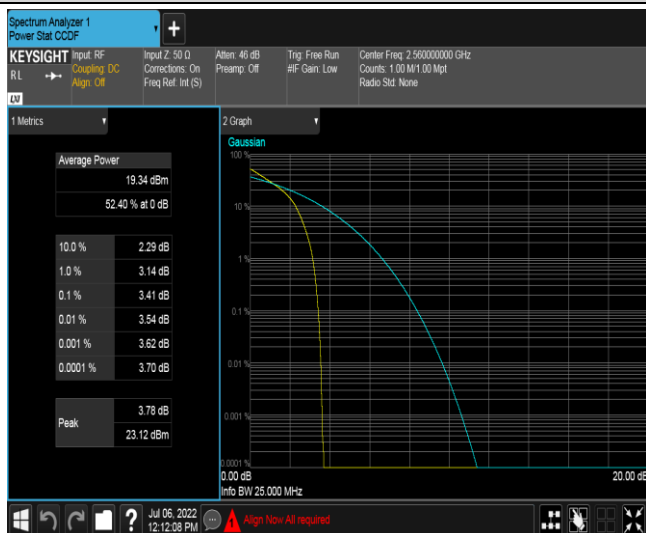 Spectrum Analyzer 1
Power Stat CCDF
+
KEYSIGHT
RL
LXI
Input: RF
Coupling: DC
Align: Off
Input Z: 50 Ω
Corrections: On
Freq Ref: Int (S)
Atten: 46 dB
Preamp: Off
Trig: Free Run
#IF Gain: Low
Center Freq: 2.560000000 GHz
Counts: 1.00 M/1.00 Mpt
Radio Std: None
1 Metrics
Average Power
19.34 dBm
52.40 % at 0 dB
10.0 % 2.29 dB
1.0 % 3.14 dB
0.1 % 3.41 dB
0.01 % 3.54 dB
0.001 % 3.62 dB
0.0001 % 3.70 dB
Peak
3.78 dB
23.12 dBm
2 Graph
Gaussian
100 %
10 %
1 %
0.1 %
0.01 %
0.001 %
0.0001 %
0.00 dB 20.00 dB
Info BW 25.000 MHz
?
Jul 06, 2022
12:12:08 PM
1
Align Now All required